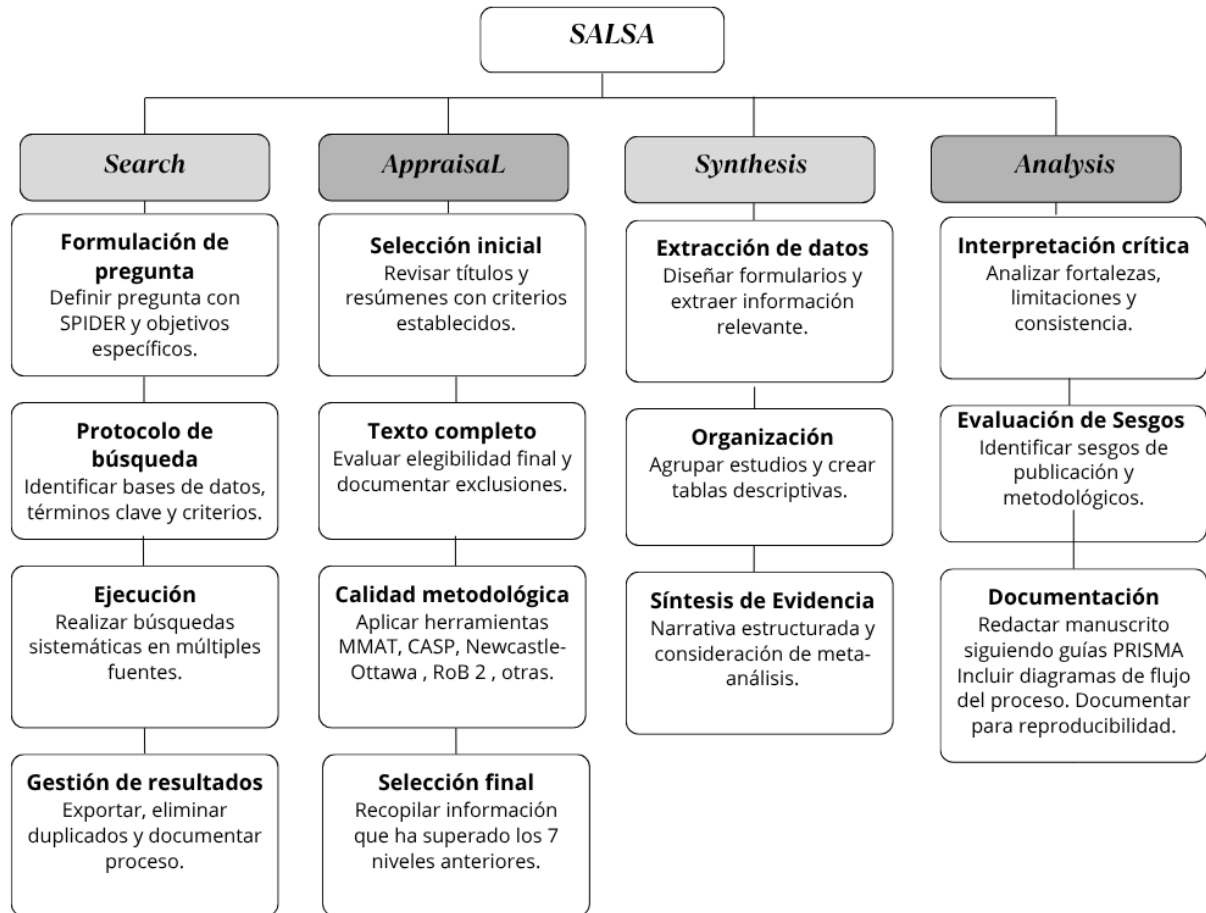 SALSA
Search
Formulación de
pregunta
Definir pregunta con
SPIDER y objetivos
específicos.
Protocolo de
búsqueda
Identificar bases de datos,
términos clave y criterios.
Ejecución
Realizar búsquedas
sistemáticas en múltiples
fuentes.
Gestión de resultados
Exportar, eliminar
duplicados y documentar
proceso.
AppraisaL
Selección inicial
Revisar títulos y
resúmenes con criterios
establecidos.
Texto completo
Evaluar elegibilidad final y
documentar exclusiones.
Calidad metodológica
Aplicar herramientas
MMAT, CASP, Newcastle-
Ottawa , RoB 2 , otras.
Selección final
Recopilar información
que ha superado los 7
niveles anteriores.
Synthesis
Extracción de datos
Diseñar formularios y
extraer información
relevante.
Organización
Agrupar estudios y crear
tablas descriptivas.
Síntesis de Evidencia
Narrativa estructurada y
consideración de meta-
análisis.
Analysis
Interpretación crítica
Analizar fortalezas,
limitaciones y
consistencia.
Evaluación de Sesgos
Identificar sesgos de
publicación y
metodológicos.
Documentación
Redactar manuscrito
siguiendo guías PRISMA
Incluir diagramas de flujo
del proceso. Documentar
para reproducibilidad.